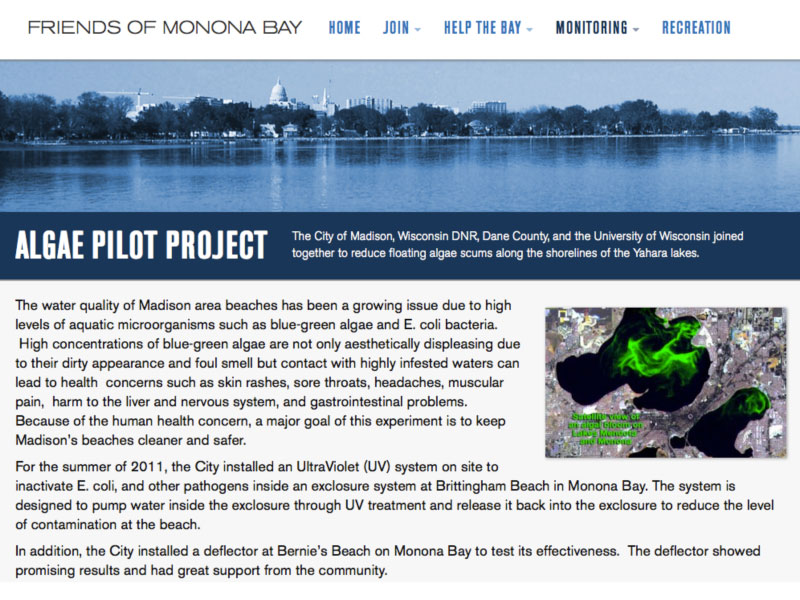 FRIENDS OF MONONA BAY
HOME JOIN HELP THE BAY MONITORING RECREATION
ALGAE PILOT PROJECT
The City of Madison, Wisconsin DNR, Dane County, and the University of Wisconsin joined
together to reduce floating algae scums along the shorelines of the Yahara lakes.
The water quality of Madison area beaches has been a growing issue due to high
levels of aquatic microorganisms such as blue-green algae and E. coli bacteria.
High concentrations of blue-green algae are not only aesthetically displeasing due
to their dirty appearance and foul smell but contact with highly infested waters can
lead to health concerns such as skin rashes, sore throats, headaches, muscular
pain, harm to the liver and nervous system, and gastrointestinal problems.
Because of the human health concern, a major goal of this experiment is to keep
Madison's beaches cleaner and safer.
Satellite view of
an algal bloom on
Lakes Mendota
and Monona
For the summer of 2011, the City installed an UltraViolet (UV) system on site to
inactivate E. coli, and other pathogens inside an exclosure system at Brittingham Beach in Monona Bay. The system is
designed to pump water inside the exclosure through UV treatment and release it back into the exclosure to reduce the level
of contamination at the beach.
In addition, the City installed a deflector at Bernie's Beach on Monona Bay to test its effectiveness. The deflector showed
promising results and had great support from the community.